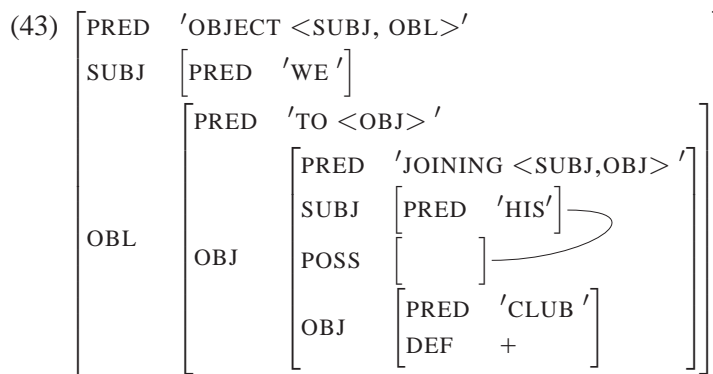 (43) PRED ′OBJECT <SUBJ, OBL>′
SUBJ [PRED ′WE ′]
PRED ′TO <OBJ> ′
PRED ′JOINING <SUBJ,OBJ> ′
SUBJ [PRED ′HIS′]
OBL
OBJ
POSS [ ]
PRED ′CLUB ′
OBJ
DEF +